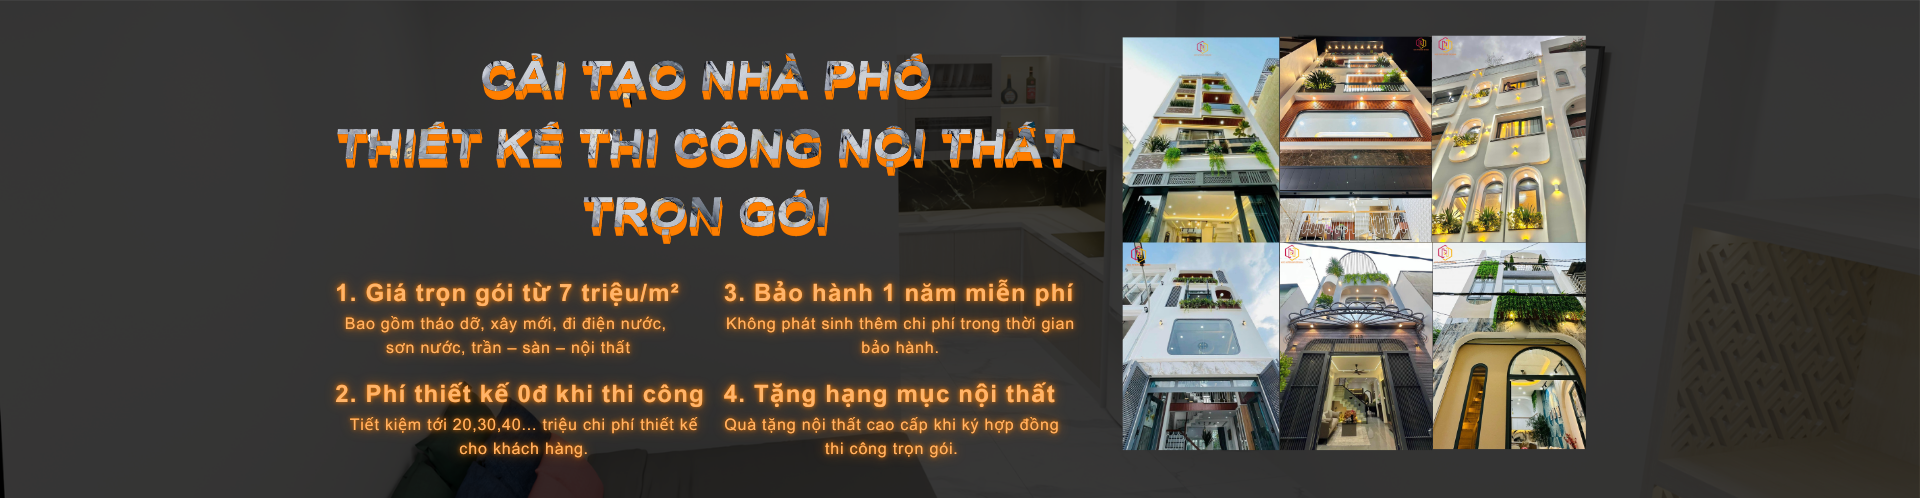 CẢI TẠO NHÀ PHỐ
THIẾT KẾ THI CÔNG NỘI THẤT
TRỌN GÓI
1. Giá trọn gói từ 7 triệu/m²
Bao gồm tháo dỡ, xây mới, đi điện nước,
sơn nước, trần – sàn – nội thất
2. Phí thiết kế 0đ khi thi công
Tiết kiệm tới 20,30,40... triệu chi phí thiết kế
cho khách hàng.
3. Bảo hành 1 năm miễn phí
Không phát sinh thêm chi phí trong thời gian
bảo hành.
4. Tặng hạng mục nội thất
Quà tặng nội thất cao cấp khi ký hợp đồng
thi công trọn gói.